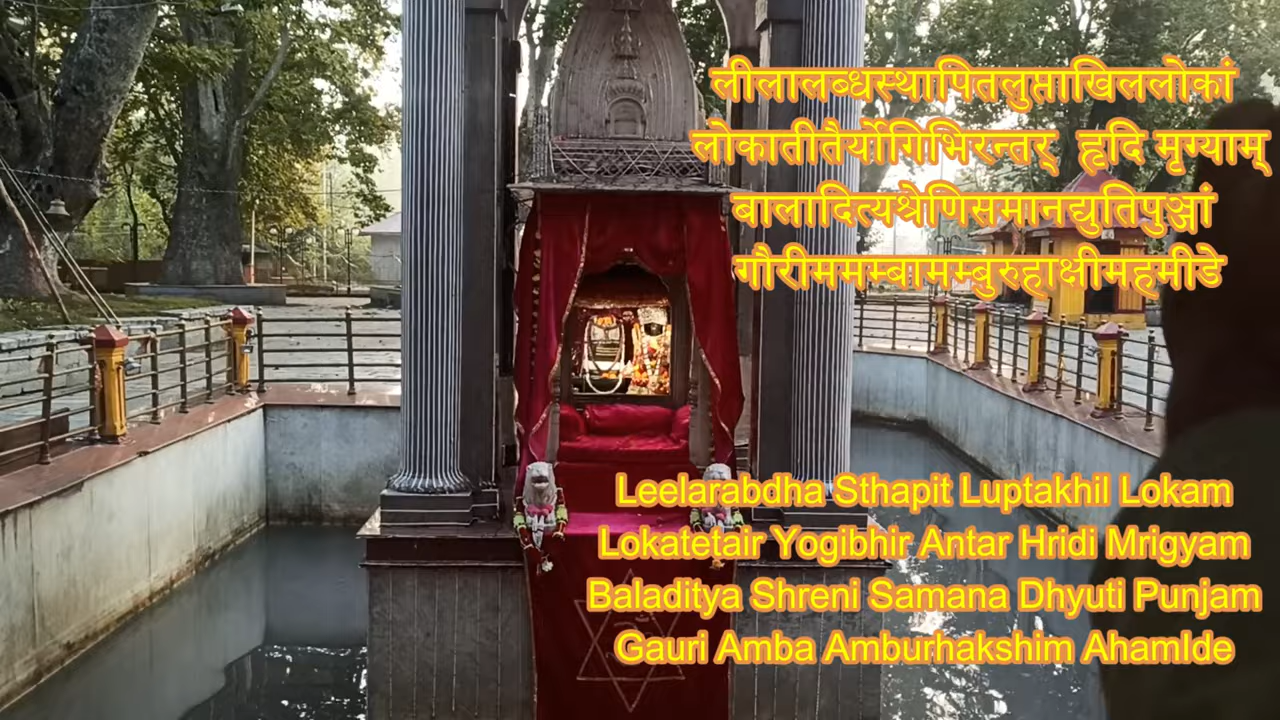 लीलालब्धस्थापितलुप्ताखिललोकां
लोकातीतैर्योगिभिरन्तर् हृदि मृग्याम्
बालादित्यश्रेणिसमानद्युतिपुञ्जां
गौरीममम्बामम्बुरुहाक्षीमहमीडे
Leelarabdha Sthapit Luptakhil Lokam
Lokatetair Yogibhir Antar Hridi Mrigyam
Baladitya Shreni Samana Dhyuti Punjam
Gauri Amba Amburhakshim AhamIde